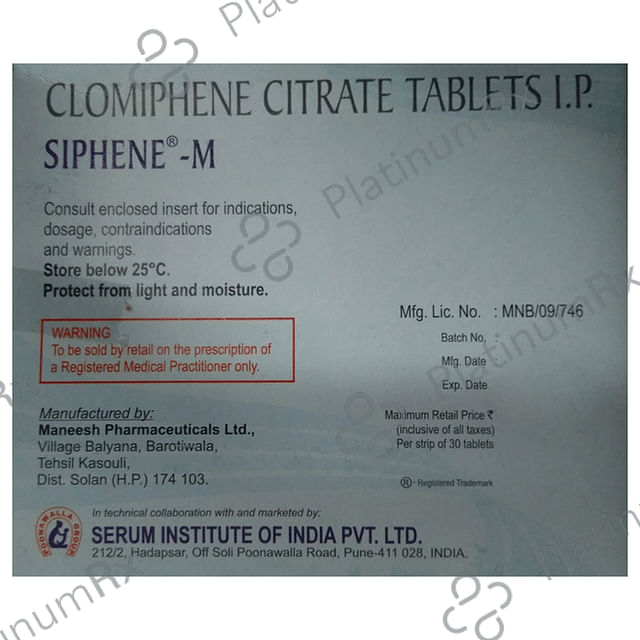 CLOMIPHENE CITRATE TABLETS I.P.
SIPHENE®-M
Consult enclosed insert for indications,
dosage, contraindications
and warnings.
Store below 25°C.
Protect from light and moisture.
WARNING
To be sold by retail on the prescription of
a Registered Medical Practitioner only.
Mfg. Lic. No. : MNB/09/746
Batch No. :
Mfg. Date :
Exp. Date
Maximum Retail Price ₹
(inclusive of all taxes)
Per strip of 30 tablets
Manufactured by:
Maneesh Pharmaceuticals Ltd.,
Village Balyana, Barotiwala,
Tehsil Kasouli,
Dist. Solan (H.P.) 174 103.
®- Registered Trademark
In technical collaboration with and marketed by:
POONAWALLA GROUP
SERUM INSTITUTE OF INDIA PVT. LTD.
212/2, Hadapsar, Off Soli Poonawalla Road, Pune-411 028, INDIA.
PlatinumRx